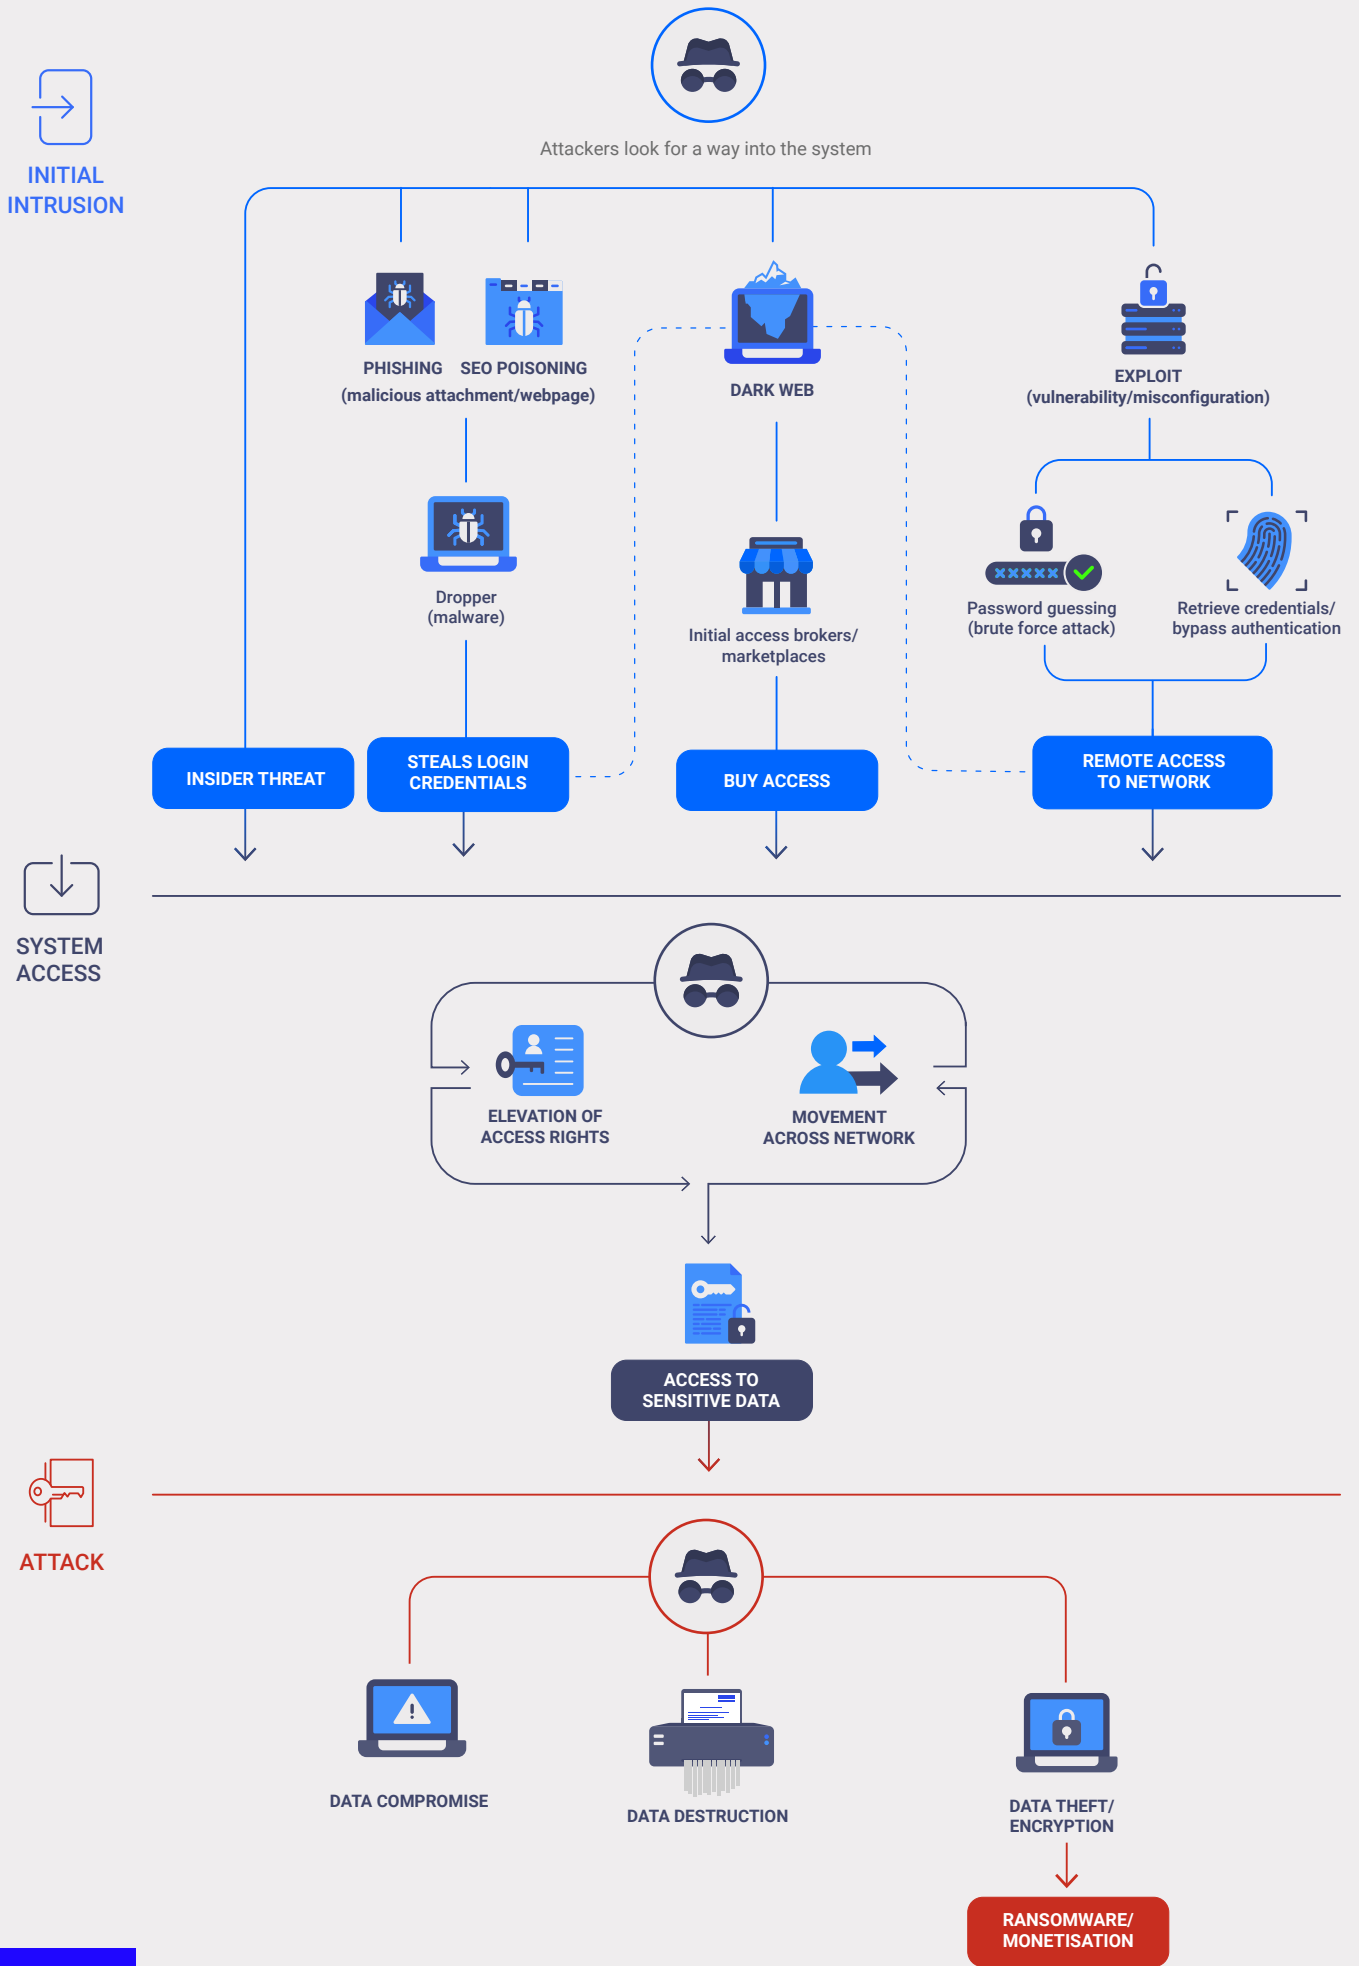 Attackers look for a way into the system
INITIAL
INTRUSION
PHISHING
SEO POISONING
(malicious attachment/webpage)
DARK WEB
EXPLOIT
(vulnerability/misconfiguration)
Dropper
(malware)
Initial access brokers/
marketplaces
Password guessing
(brute force attack)
Retrieve credentials/
bypass authentication
INSIDER THREAT
STEALS LOGIN
CREDENTIALS
BUY ACCESS
REMOTE ACCESS
TO NETWORK
SYSTEM
ACCESS
ELEVATION OF
ACCESS RIGHTS
MOVEMENT
ACROSS NETWORK
ACCESS TO
SENSITIVE DATA
ATTACK
DATA COMPROMISE
DATA DESTRUCTION
DATA THEFT/
ENCRYPTION
RANSOMWARE/
MONETISATION